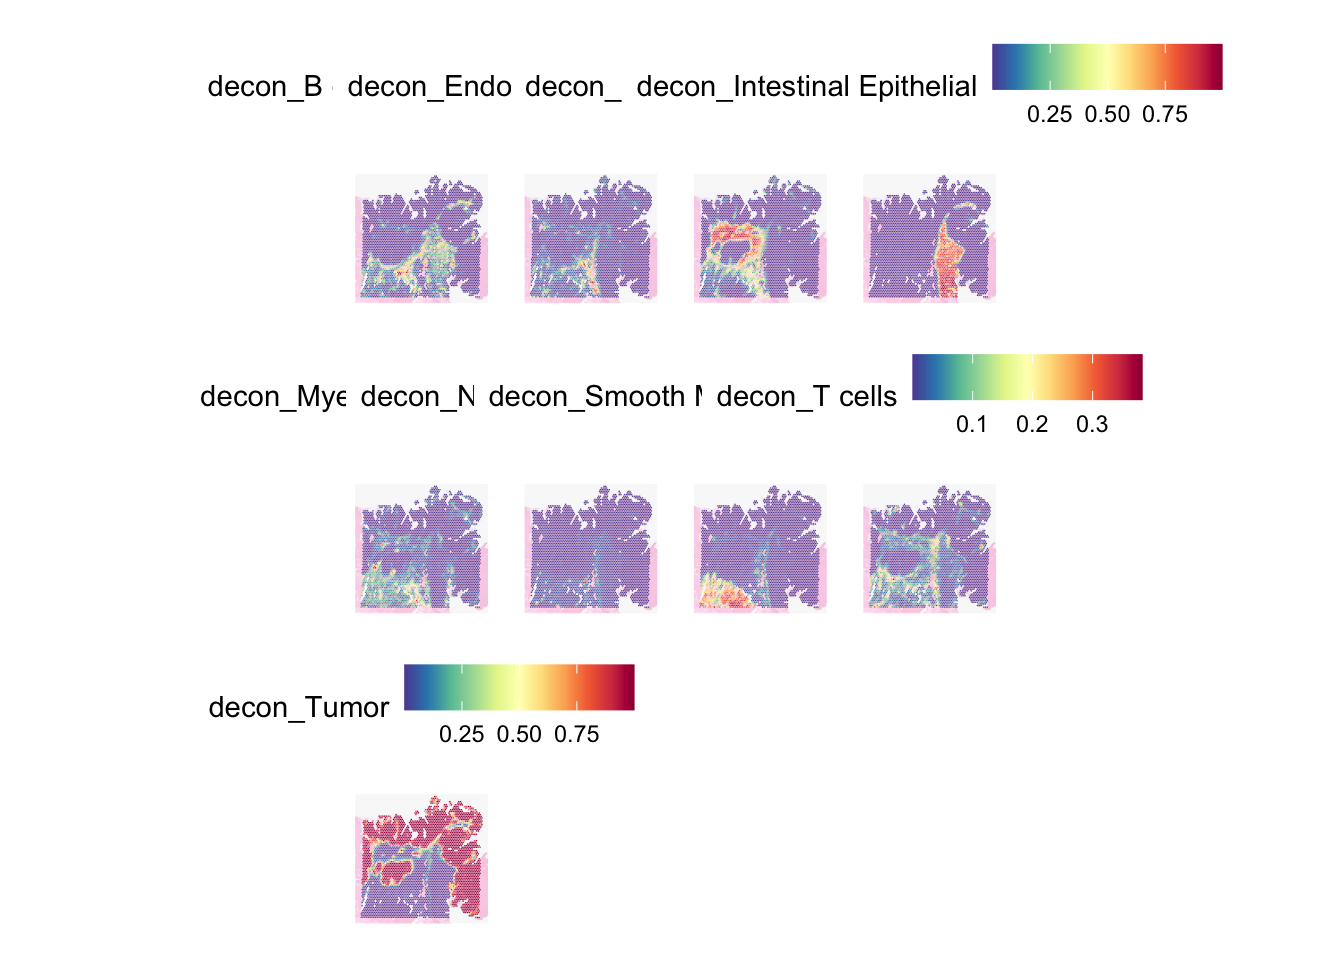 decon_B decon_Endo decon_ decon_Intestinal Epithelial
0.25 0.50 0.75
decon_Mye decon_N decon_Smooth M decon_T cells
0.1 0.2 0.3
decon_Tumor
0.25 0.50 0.75